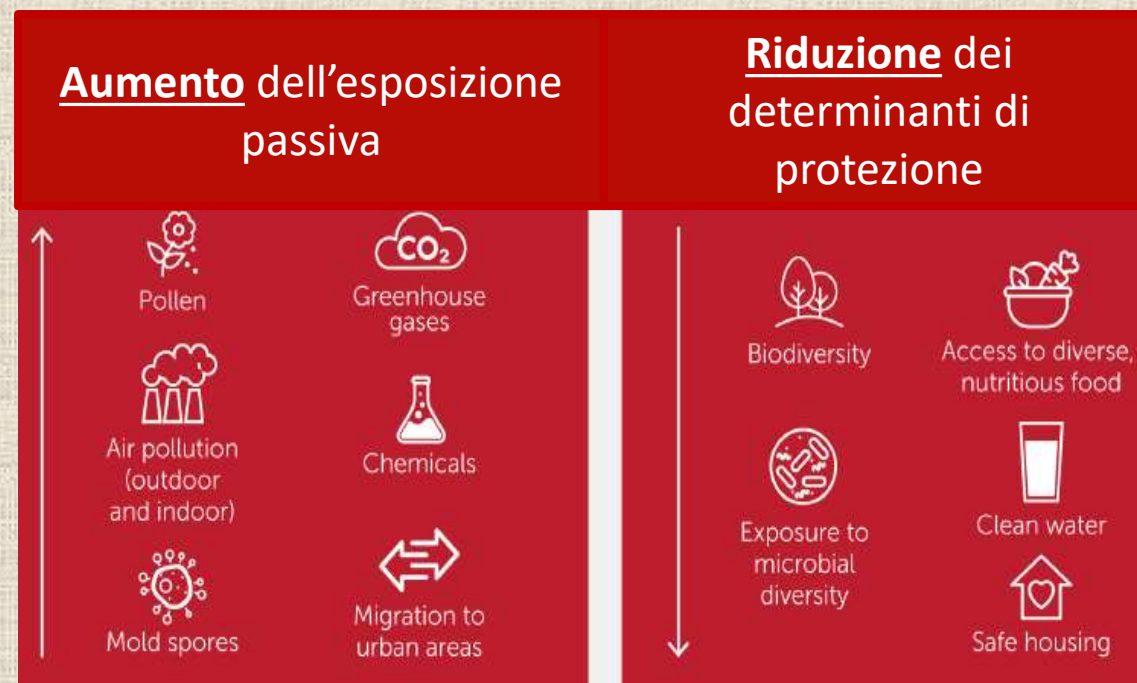 Aumento dell'esposizione
passiva
Riduzione dei
determinanti di
protezione
Pollen
CO₂
Greenhouse
gases
Air pollution
(outdoor
and indoor)
Chemicals
Mold spores
Migration to
urban areas
Biodiversity
Access to diverse,
nutritious food
Exposure to
microbial
diversity
Clean water
Safe housing